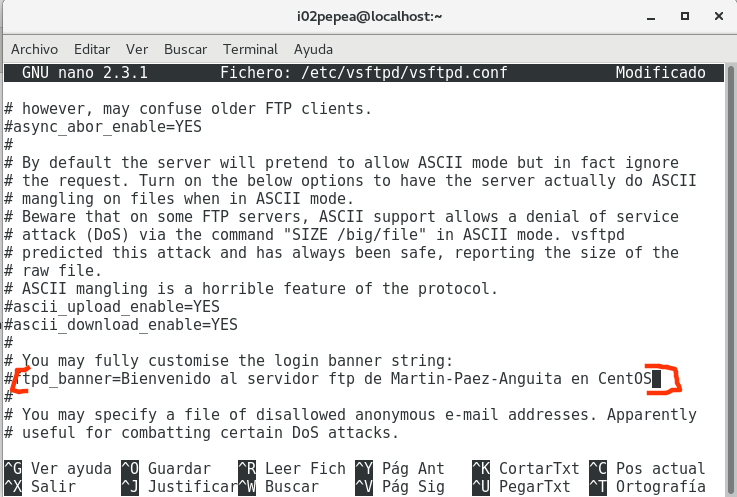 i02pepea@localhost:~
Archivo Editar Ver Buscar Terminal Ayuda
GNU nano 2.3.1 Fichero: /etc/vsftpd/vsftpd.conf Modificado
# however, may confuse older FTP clients.
#async_abor_enable=YES
#
# By default the server will pretend to allow ASCII mode but in fact ignore
# the request. Turn on the below options to have the server actually do ASCII
# mangling on files when in ASCII mode.
# Beware that on some FTP servers, ASCII support allows a denial of service
# attack (DoS) via the command "SIZE /big/file" in ASCII mode. vsftpd
# predicted this attack and has always been safe, reporting the size of the
# raw file.
# ASCII mangling is a horrible feature of the protocol.
#ascii_upload_enable=YES
#ascii_download_enable=YES
#
# You may fully customise the login banner string:
#ftpd_banner=Bienvenido al servidor ftp de Martin-Paez-Anguita en CentOS
#
# You may specify a file of disallowed anonymous e-mail addresses. Apparently
# useful for combatting certain DoS attacks.
^G Ver ayuda ^O Guardar ^R Leer Fich ^Y Pág Ant ^K CortarTxt ^C Pos actual
^X Salir ^J Justificar ^W Buscar ^V Pág Sig ^U PegarTxt ^T Ortografía